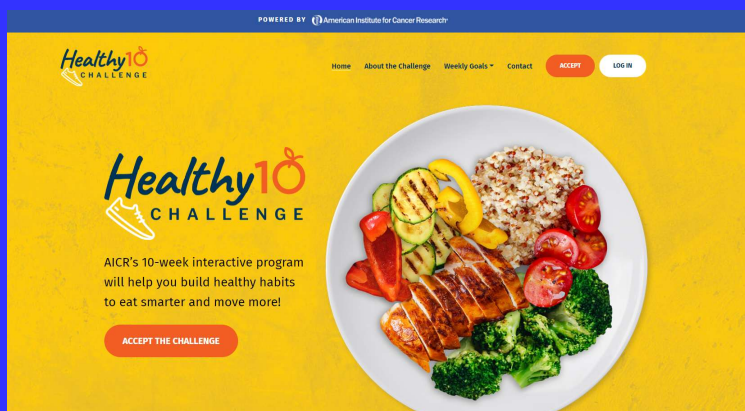 POWERED BY American Institute for Cancer Research
Healthy10
CHALLENGE
Home About the Challenge Weekly Goals Contact ACCEPT LOG IN
Healthy10
CHALLENGE
AICR's 10-week interactive program
will help you build healthy habits
to eat smarter and move more!
ACCEPT THE CHALLENGE